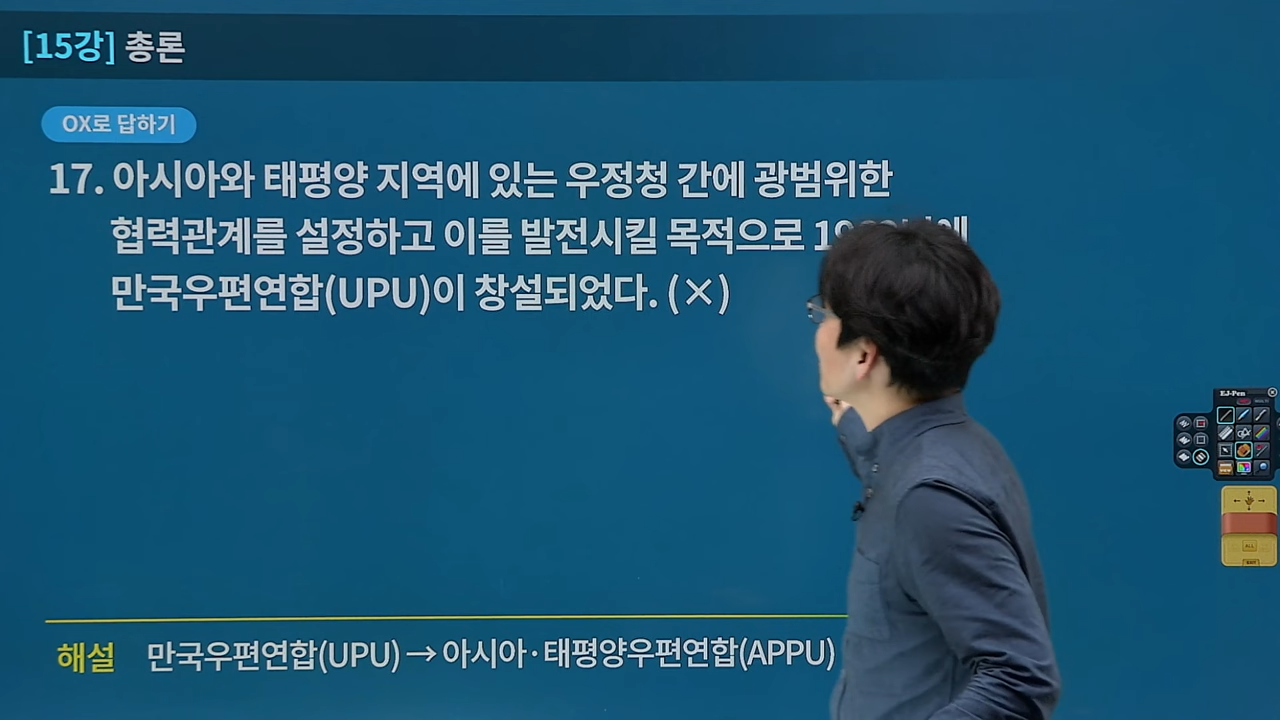 [15강] 총론
OX로 답하기
17. 아시아와 태평양 지역에 있는 우정청 간에 광범위한
협력관계를 설정하고 이를 발전시킬 목적으로
만국우편연합(UPU)이 창설되었다. (×)
해설 만국우편연합(UPU) → 아시아·태평양우편연합(APPU)
EJ-Pen
ALL